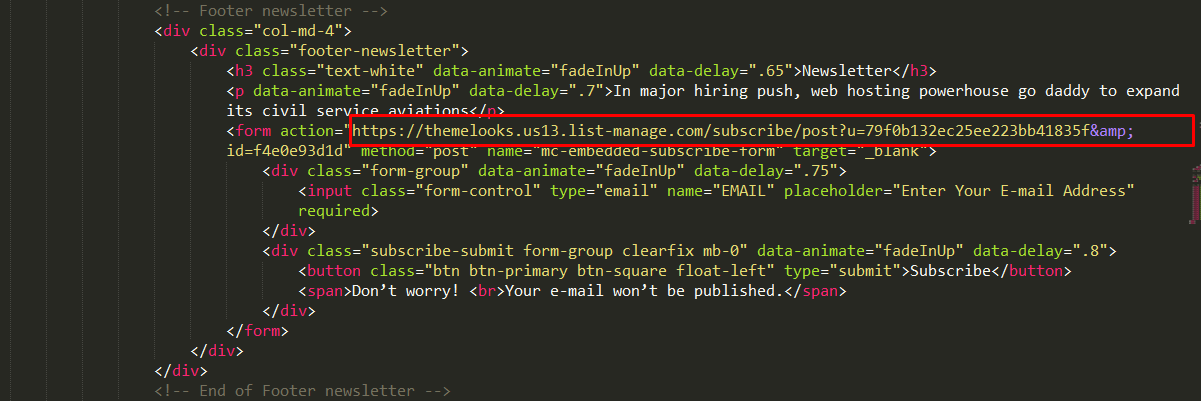 <!-- Footer newsletter -->
<div class="col-md-4">
<div class="footer-newsletter">
<h3 class="text-white" data-animate="fadeInUp" data-delay=".65">Newsletter</h3>
<p data-animate="fadeInUp" data-delay=".7">In major hiring push, web hosting powerhouse go daddy to expand
its civil service aviations</p>
<form action="https://themelooks.us13.list-manage.com/subscribe/post?u=79f0b132ec25ee223bb41835f&amp;
id=f4e0e93d1d" method="post" name="mc-embedded-subscribe-form" target="_blank">
<div class="form-group" data-animate="fadeInUp" data-delay=".75">
<input class="form-control" type="email" name="EMAIL" placeholder="Enter Your E-mail Address"
required>
</div>
<div class="subscribe-submit form-group clearfix mb-0" data-animate="fadeInUp" data-delay=".8">
<button class="btn btn-primary btn-square float-left" type="submit">Subscribe</button>
<span>Don’t worry! <br>Your e-mail won’t be published.</span>
</div>
</form>
</div>
</div>
<!-- End of Footer newsletter -->